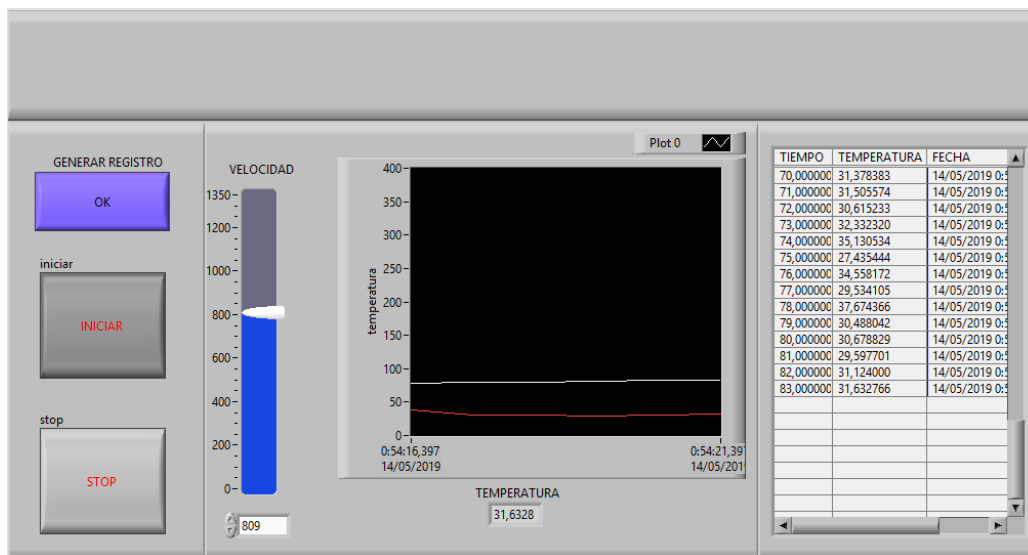 GENERAR REGISTRO
OK
iniciar
INICIAR
stop
STOP
VELOCIDAD
1350
1200
1000
800
600
400
200
0
809
Plot 0
temperatura
400
350
300
250
200
150
100
50
0
0:54:16,397
14/05/2019
0:54:21,397
14/05/2019
TEMPERATURA
31,6328
TIEMPO TEMPERATURA FECHA
70,000000 31,378383 14/05/2019 0:5
71,000000 31,505574 14/05/2019 0:5
72,000000 30,615233 14/05/2019 0:5
73,000000 32,332320 14/05/2019 0:5
74,000000 35,130534 14/05/2019 0:5
75,000000 27,435444 14/05/2019 0:5
76,000000 34,558172 14/05/2019 0:5
77,000000 29,534105 14/05/2019 0:5
78,000000 37,674366 14/05/2019 0:5
79,000000 30,488042 14/05/2019 0:5
80,000000 30,678829 14/05/2019 0:5
81,000000 29,597701 14/05/2019 0:5
82,000000 31,124000 14/05/2019 0:5
83,000000 31,632766 14/05/2019 0:5